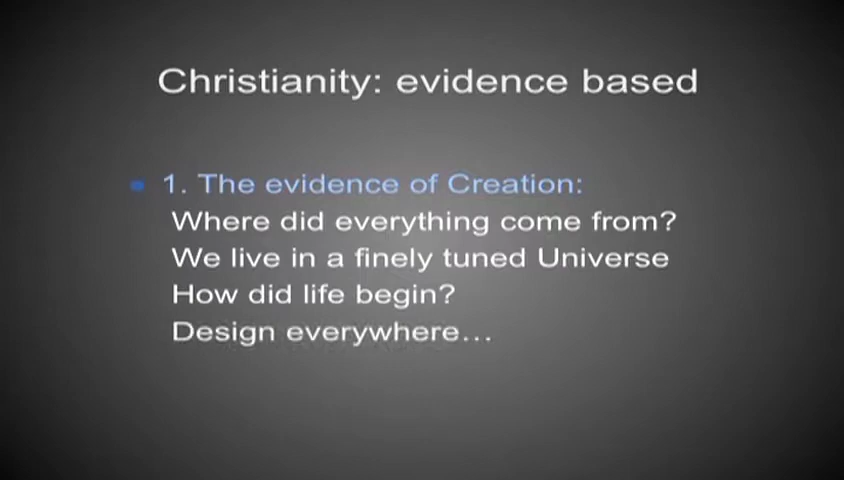 Christianity: evidence based
1. The evidence of Creation:
Where did everything come from?
We live in a finely tuned Universe
How did life begin?
Design everywhere...